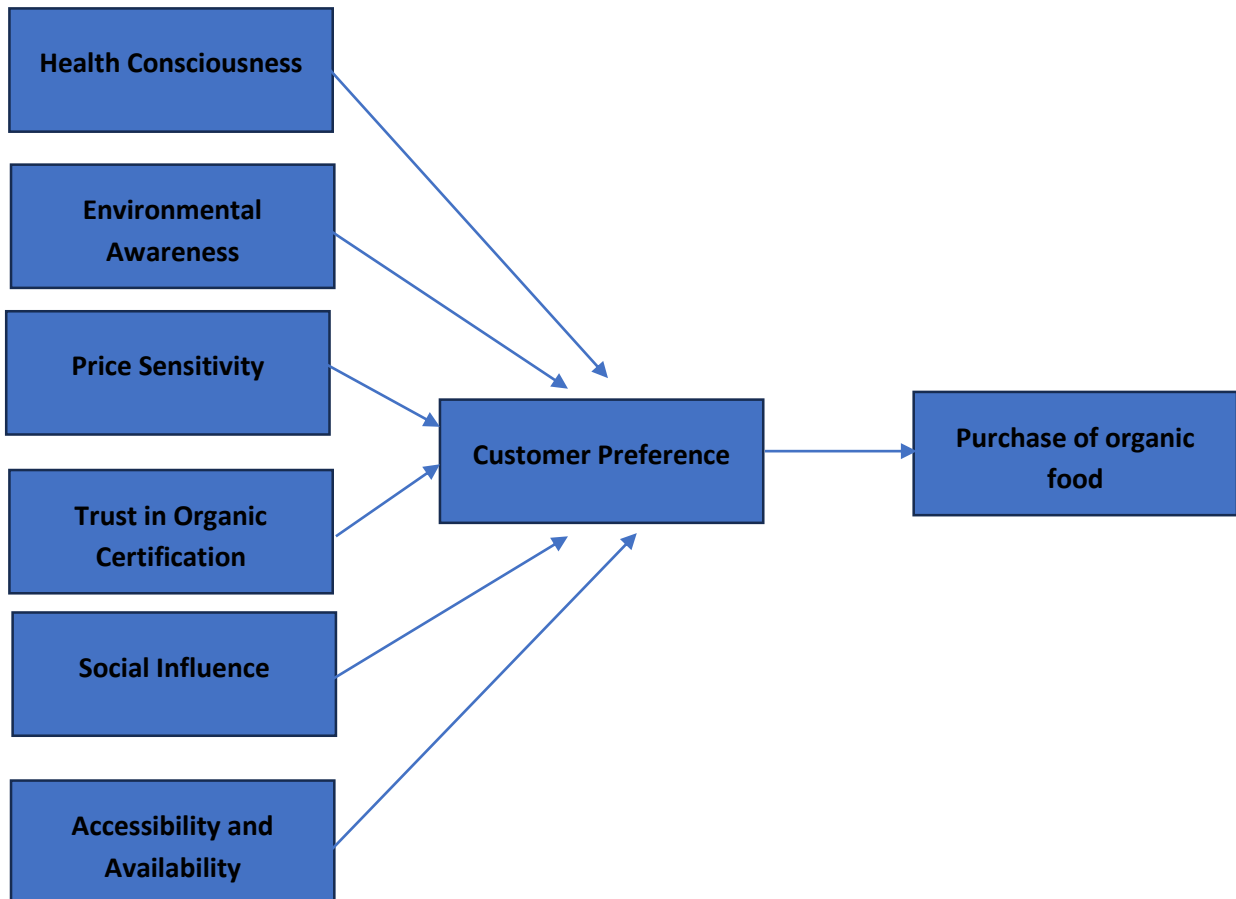 Health Consciousness
Environmental
Awareness
Price Sensitivity
Trust in Organic
Certification
Social Influence
Accessibility and
Availability
Customer Preference
Purchase of organic
food